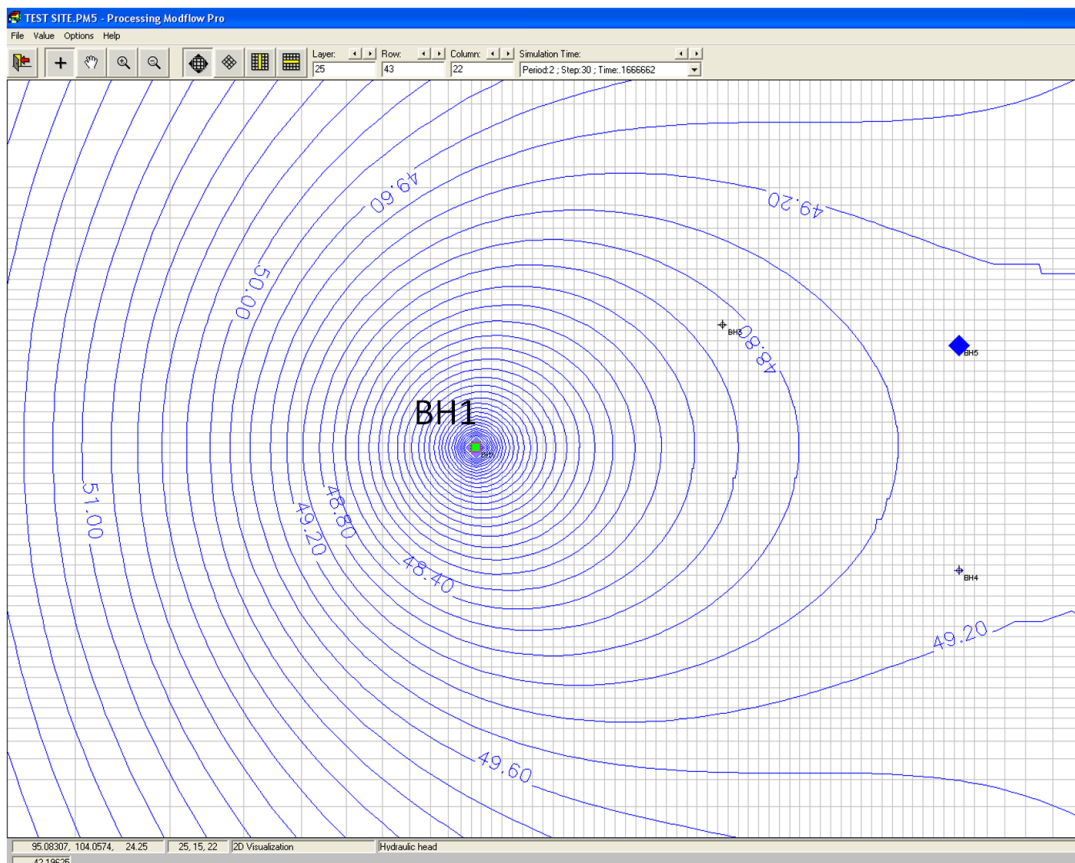 TEST SITE.PM5 - Processing Modflow Pro
File Value Options Help
Layer: Row: Column: Simulation Time:
25 43 22 Period:2 ; Step:30 ; Time:.1666662
49.60
49.20
50.00
48.80
BH3
BH5
BH1
51.00
48.80
49.20
48.40
BH4
49.20
49.60
95.08307, 104.0574, 24.25 25, 15, 22 2D Visualization Hydraulic head
42.19625